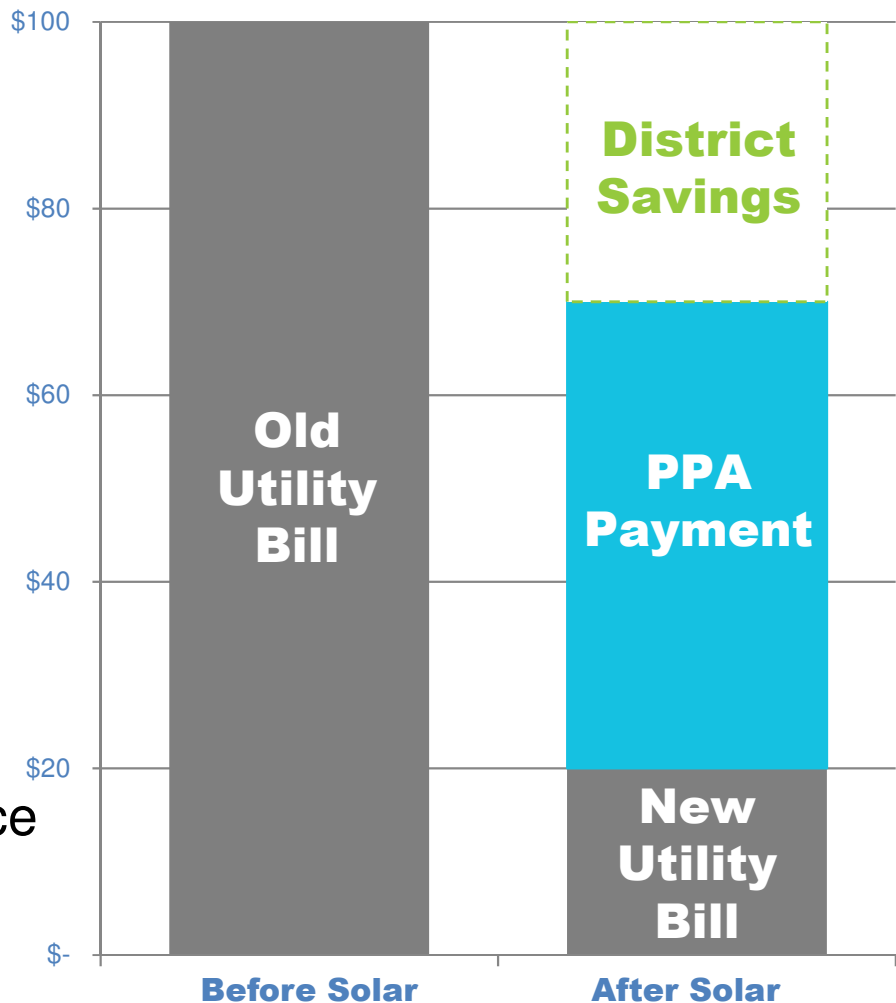 $100
$80
$60
$40
$20
$-
Old
Utility
Bill
District
Savings
PPA
Payment
New
Utility
Bill
Before Solar
After Solar